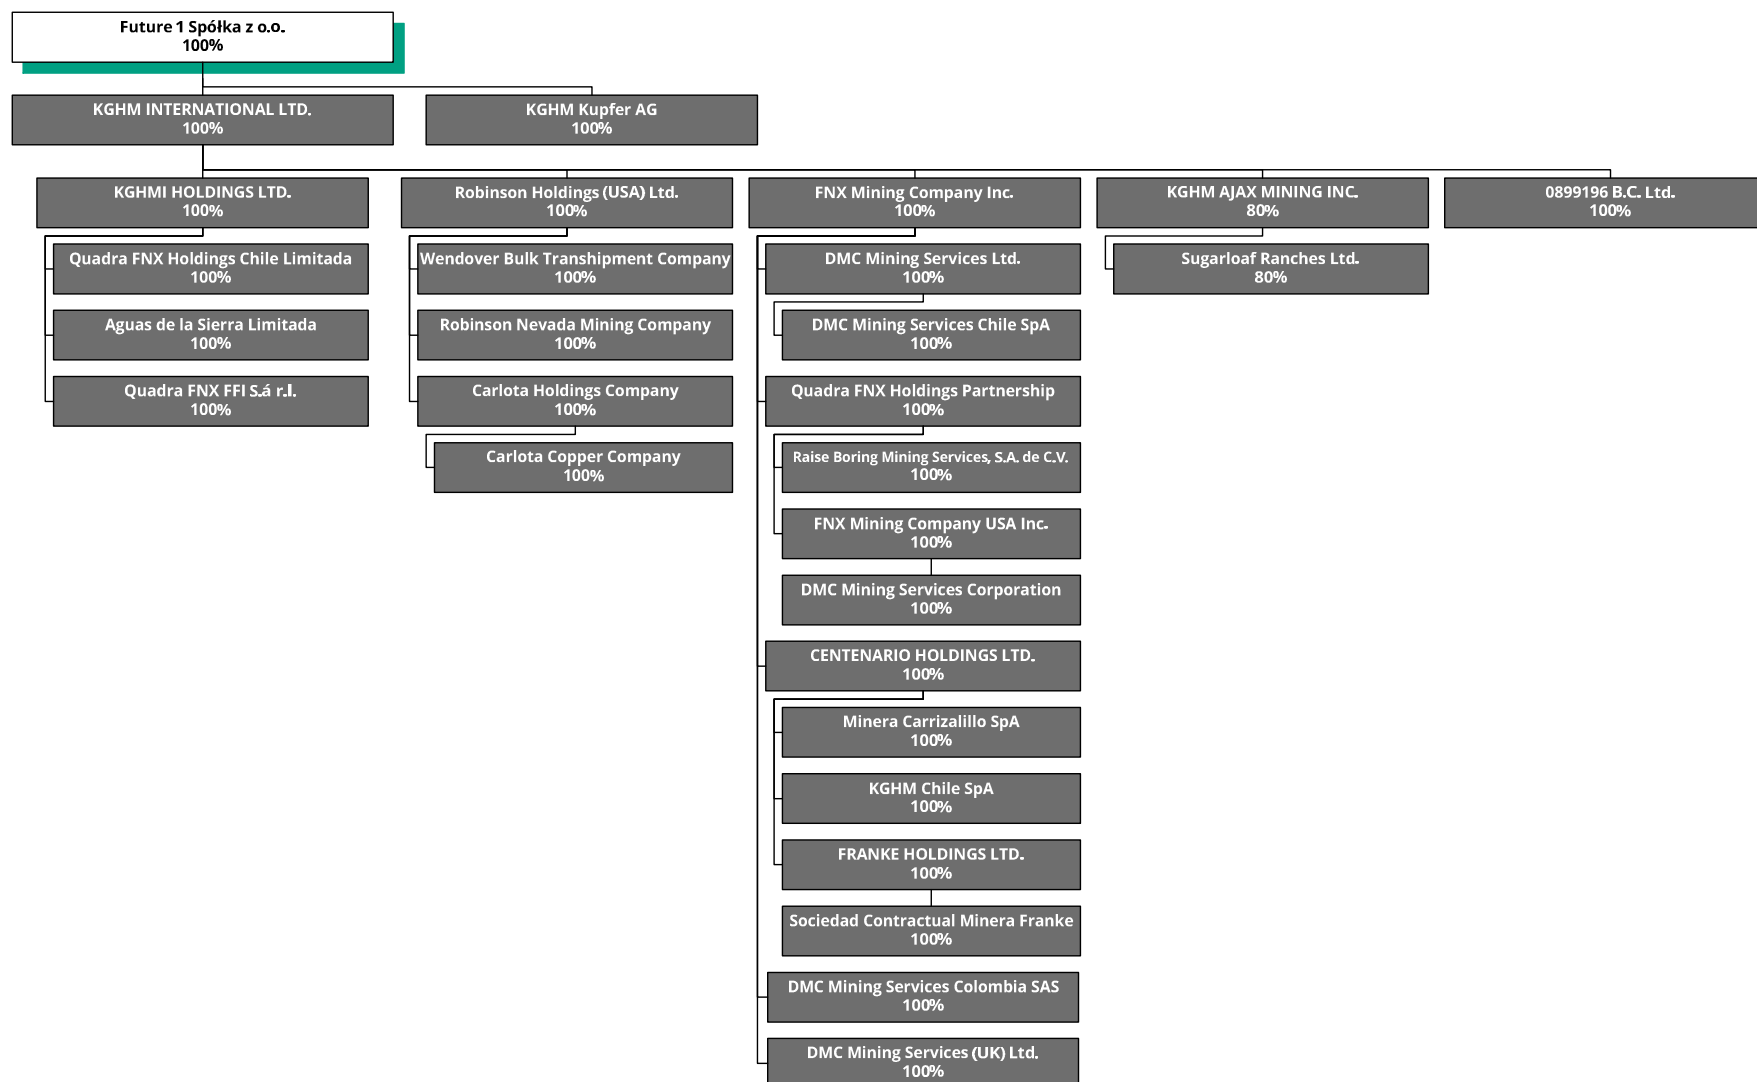 Future 1 Spółka z o.o.
100%
KGHM INTERNATIONAL LTD.
100%
KGHM Kupfer AG
100%
KGHMI HOLDINGS LTD.
100%
Quadra FNX Holdings Chile Limitada
100%
Aguas de la Sierra Limitada
100%
Quadra FNX FFI S.á r.l.
100%
Robinson Holdings (USA) Ltd.
100%
Wendover Bulk Transhipment Company
100%
Robinson Nevada Mining Company
100%
Carlota Holdings Company
100%
Carlota Copper Company
100%
FNX Mining Company Inc.
100%
DMC Mining Services Ltd.
100%
DMC Mining Services Chile SpA
100%
Quadra FNX Holdings Partnership
100%
Raise Boring Mining Services, S.A. de C.V.
100%
FNX Mining Company USA Inc.
100%
DMC Mining Services Corporation
100%
CENTENARIO HOLDINGS LTD.
100%
Minera Carrizalillo SpA
100%
KGHM Chile SpA
100%
FRANKE HOLDINGS LTD.
100%
Sociedad Contractual Minera Franke
100%
DMC Mining Services Colombia SAS
100%
DMC Mining Services (UK) Ltd.
100%
KGHM AJAX MINING INC.
80%
Sugarloaf Ranches Ltd.
80%
0899196 B.C. Ltd.
100%